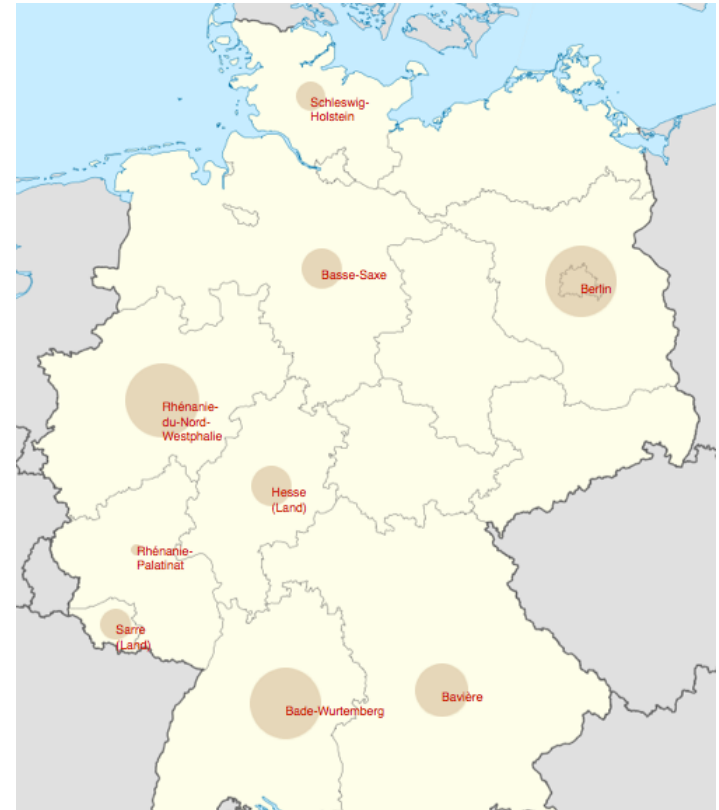 Schleswig-
Holstein
Basse-Saxe
Berlin
Rhénanie-
du-Nord-
Westphalie
Hesse
(Land)
Rhénanie-
Palatinat
Sarre
(Land)
Bade-Wurtemberg
Bavière